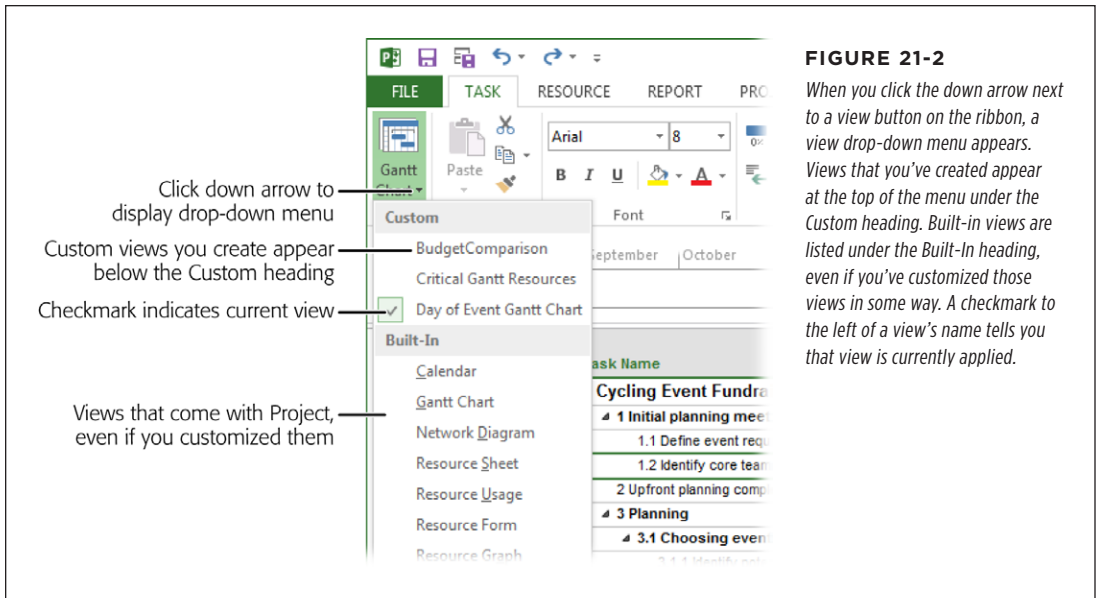 FILE TASK RESOURCE REPORT PRO
Gantt
Chart
Paste
Arial 8
B I U A
Font
Custom
BudgetComparison
Critical Gantt Resources
Day of Event Gantt Chart
Built-In
Calendar
Gantt Chart
Network Diagram
Resource Sheet
Resource Usage
Resource Form
Resource Graph
eptember October
ask Name
Cycling Event Fundra
1 Initial planning mee
1.1 Define event requ
1.2 Identify core tea
2 Upfront planning comp
3 Planning
3.1 Choosing even
Click down arrow to
display drop-down menu
Custom views you create appear
below the Custom heading
Checkmark indicates current view
Views that come with Project,
even if you customized them
FIGURE 21-2
When you click the down arrow next
to a view button on the ribbon, a
view drop-down menu appears.
Views that you've created appear
at the top of the menu under the
Custom heading. Built-in views are
listed under the Built-In heading,
even if you've customized those
views in some way. A checkmark to
the left of a view's name tells you
that view is currently applied.